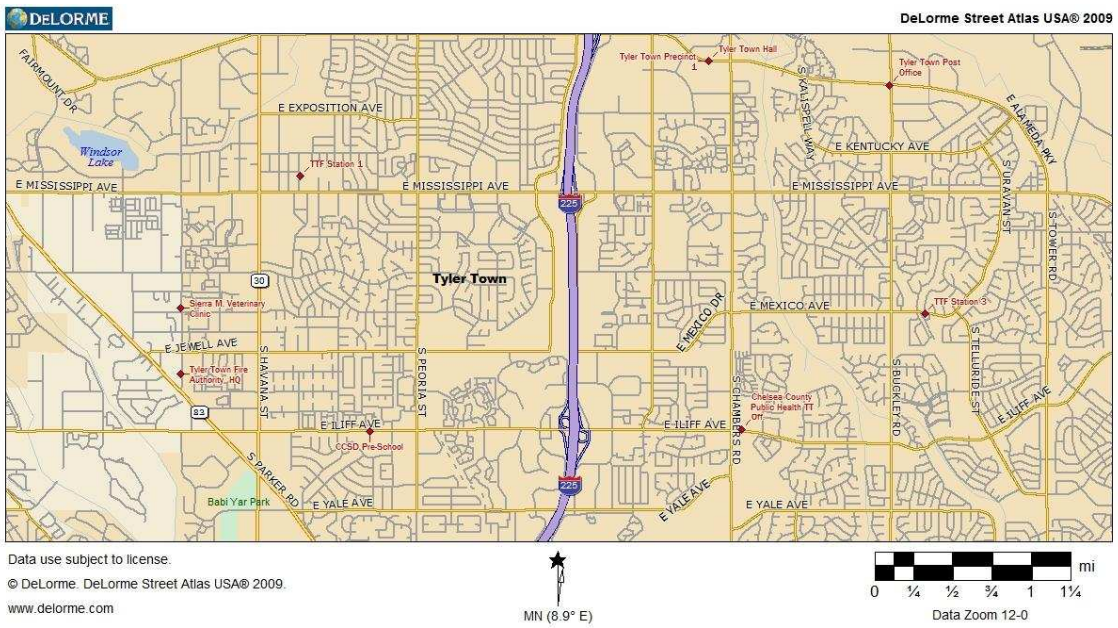 DELORME
DeLorme Street Atlas USA® 2009
FAIRMOUNT DR
Windsor
Lake
E EXPOSITION AVE
TTF Station 1
E MISSISSIPPI AVE
E MISSISSIPPI AVE
E MISSISSIPPI AVE
225
Tyler Town Precinct
1
Tyler Town Hall
Tyler Town Post
Office
S KALISPELL WAY
E KENTUCKY AVE
E ALAMEDA PKY
S URAVAN ST
S TOWER RD
30
Tyler Town
Sierra M. Veterinary
Clinic
E MEXICO DR
E MEXICO AVE
TTF Station 3
E JEWELL AVE
Tyler Town Fire
Authority HQ
83
S HAVANA ST
S PEORIA ST
S CHAMBERS RD
S BUCKLEY RD
S TELLURIDE ST
Chelsea County
Public Health TT
Off
E ILIFF AVE
E ILIFF AVE
E ILIFF AVE
CCSD Pre-School
S PARKER RD
Babi Yar Park
E YALE AVE
225
E YALE AVE
E YALE AVE
Data use subject to license.
© DeLorme. DeLorme Street Atlas USA® 2009.
www.delorme.com
MN (8.9° E)
mi
0 ¼ ½ ¾ 1 1¼
Data Zoom 12-0